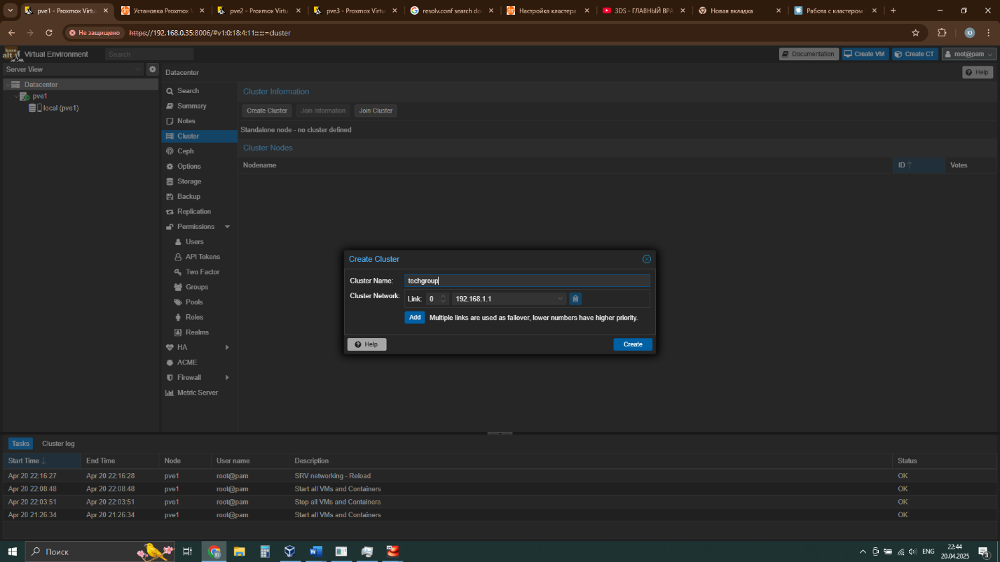 pve1 - Proxmox Virtu
Установка Proxmox V
pve2 - Proxmox Virtu
pve3 - Proxmox Virtu
resolv.conf search do
Настройка кластера
3DS - ГЛАВНЫЙ ВРА
Новая вкладка
Работа с кластером
Не защищено
https://192.168.0.35:8006/#v1:0:18:4:11::::::=cluster
Ю
base
alt
Virtual Environment
Search
Documentation
Create VM
Create CT
root@pam
Server View
Datacenter
Help
Datacenter
pve1
local (pve1)
Search
Summary
Notes
Cluster
Ceph
Options
Storage
Backup
Replication
Permissions
Users
API Tokens
Two Factor
Groups
Pools
Roles
Realms
HA
ACME
Firewall
Metric Server
Cluster Information
Create Cluster
Join Information
Join Cluster
Standalone node - no cluster defined
Cluster Nodes
Nodename
ID
Votes
Create Cluster
Cluster Name:
techgroup
Cluster Network:
Link:
0
192.168.1.1
Add
Multiple links are used as failover, lower numbers have higher priority.
Help
Create
Tasks
Cluster log
Start Time
End Time
Node
User name
Description
Status
Apr 20 22:16:27
Apr 20 22:16:28
pve1
root@pam
SRV networking - Reload
OK
Apr 20 22:08:48
Apr 20 22:08:48
pve1
root@pam
Start all VMs and Containers
OK
Apr 20 22:03:51
Apr 20 22:03:51
pve1
root@pam
Stop all VMs and Containers
OK
Apr 20 21:26:34
Apr 20 21:26:34
pve1
root@pam
Start all VMs and Containers
OK
Поиск
ENG
22:44
20.04.2025
3